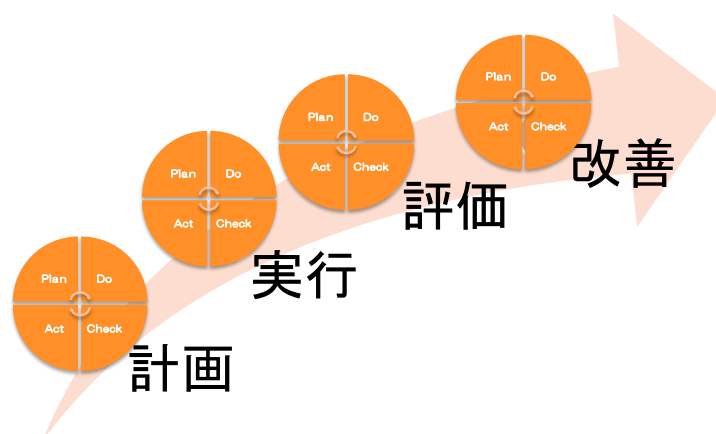 Plan Do
Act Check
計画
Plan Do
Act Check
実行
Plan Do
Act Check
評価
Plan Do
Act Check
改善